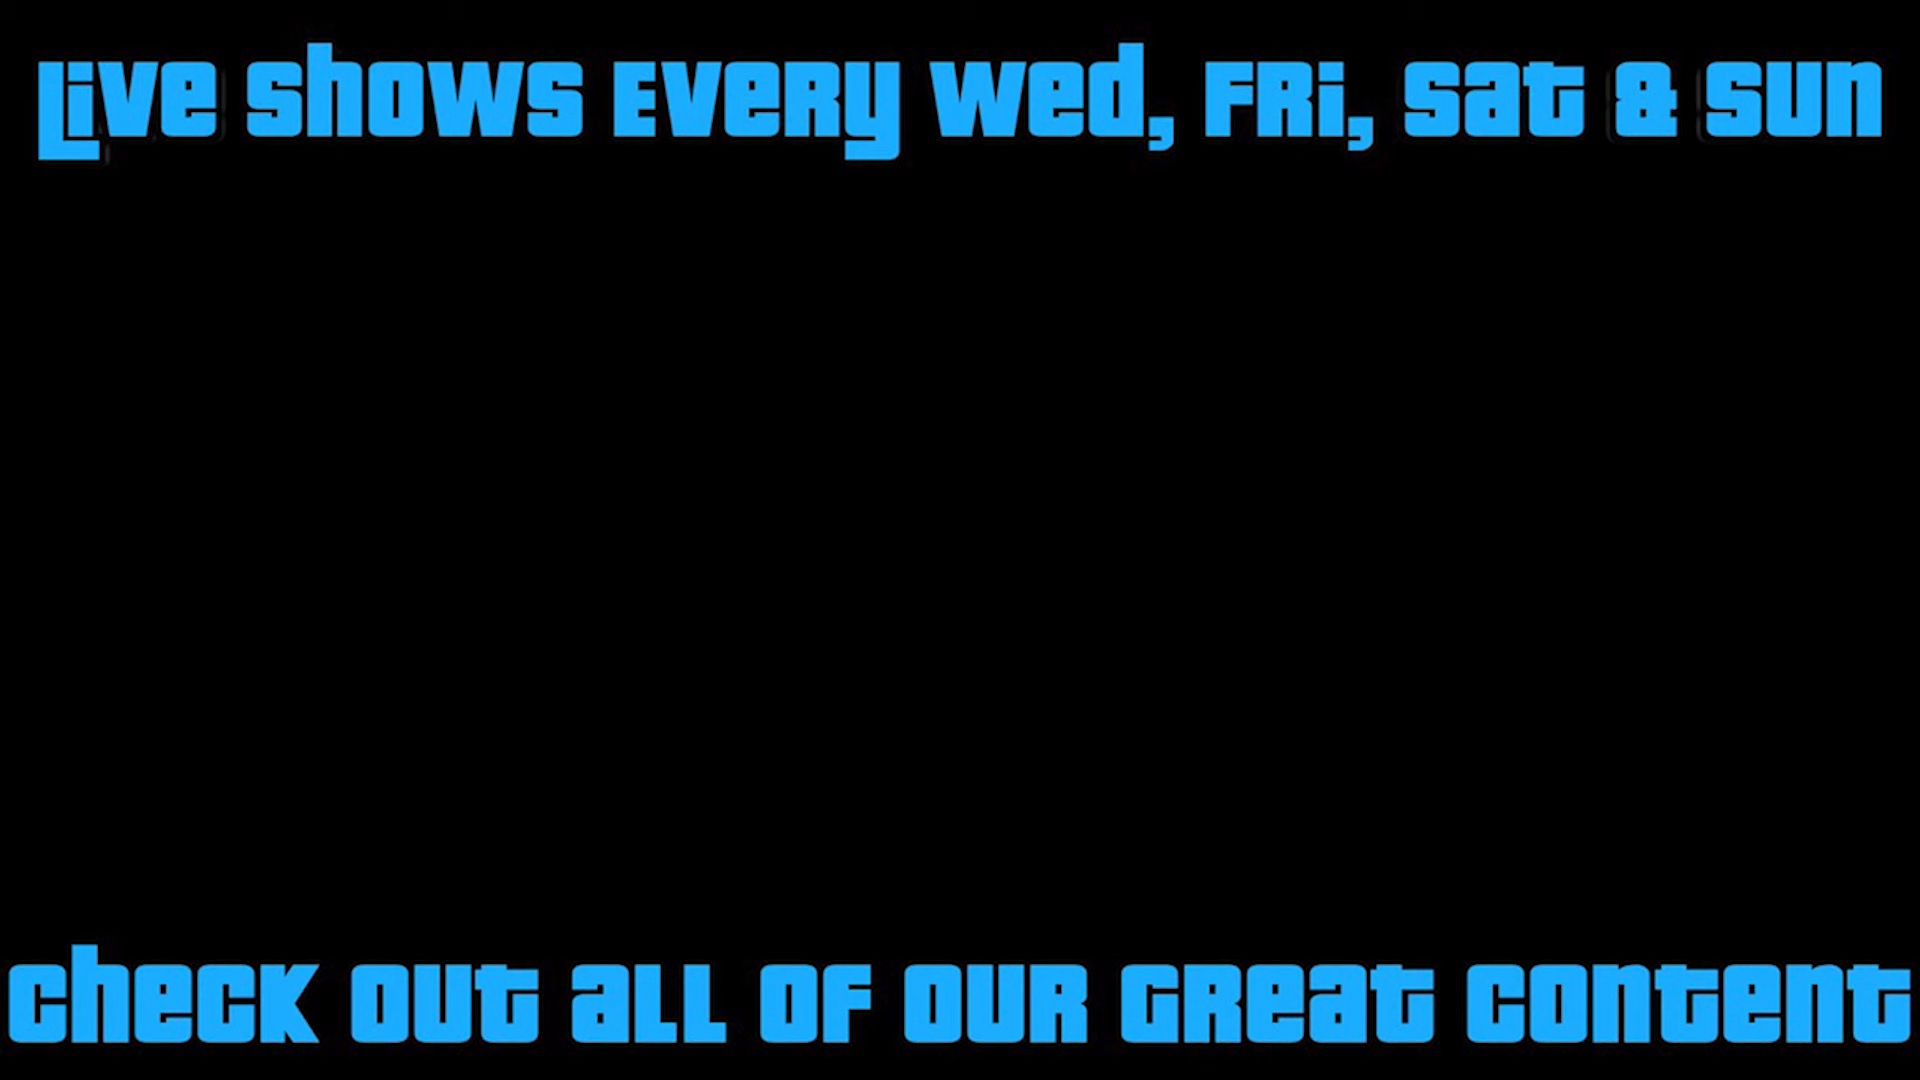 Live shows Every Wed, Fri, Sat & Sun
Check out all of our great content